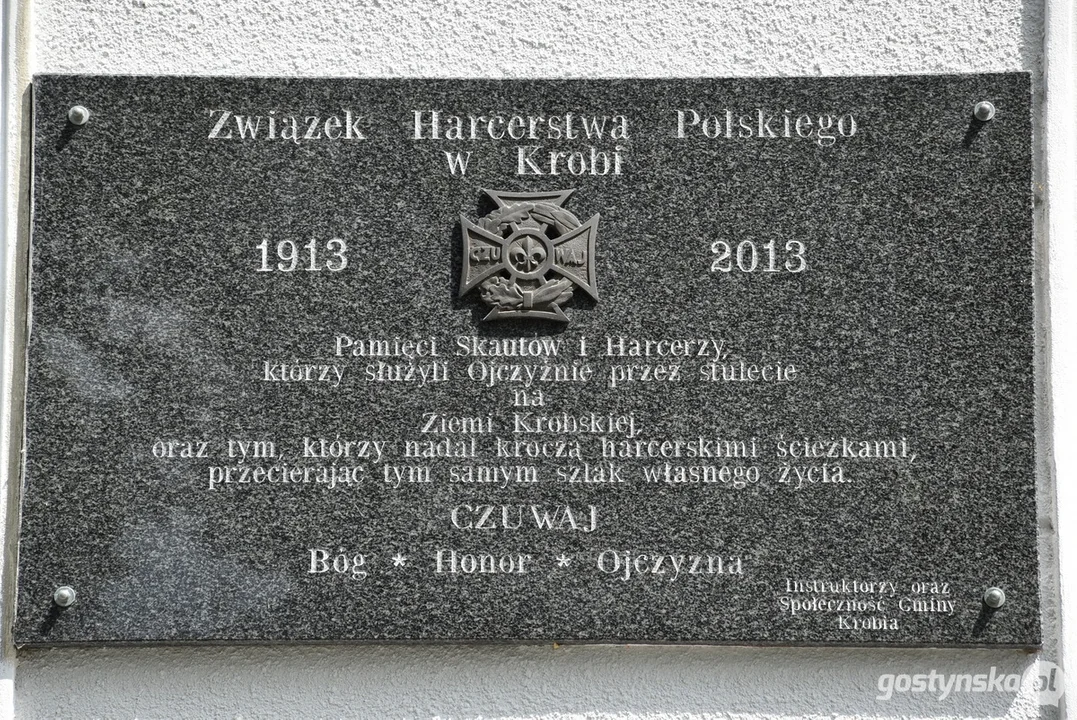 Związek Harcerstwa Polskiego
w Krobi
1913
CZU WAJ
2013
Pamięci Skautów i Harcerzy,
którzy służyli Ojczyźnie przez stulecie
na
Ziemi Krobskiej,
oraz tym, którzy nadal kroczą harcerskimi ścieżkami,
przecierając tym samym szlak własnego życia.
CZUWAJ
Bóg * Honor * Ojczyzna
Instruktorzy oraz
Społeczność Gminy
Krobia
gostynska.pl